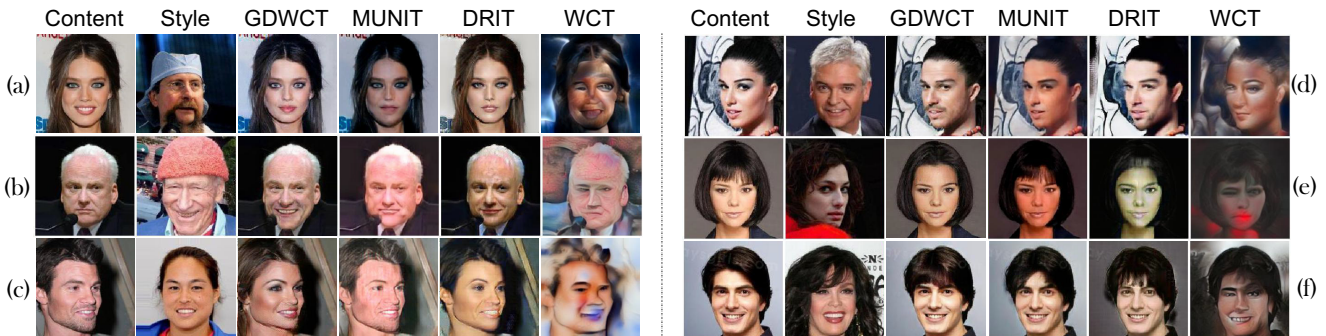 Content Style GDWCT MUNIT DRIT WCT
(a)
(b)
(c)
Content Style GDWCT MUNIT DRIT WCT
(d)
(e)
(f)